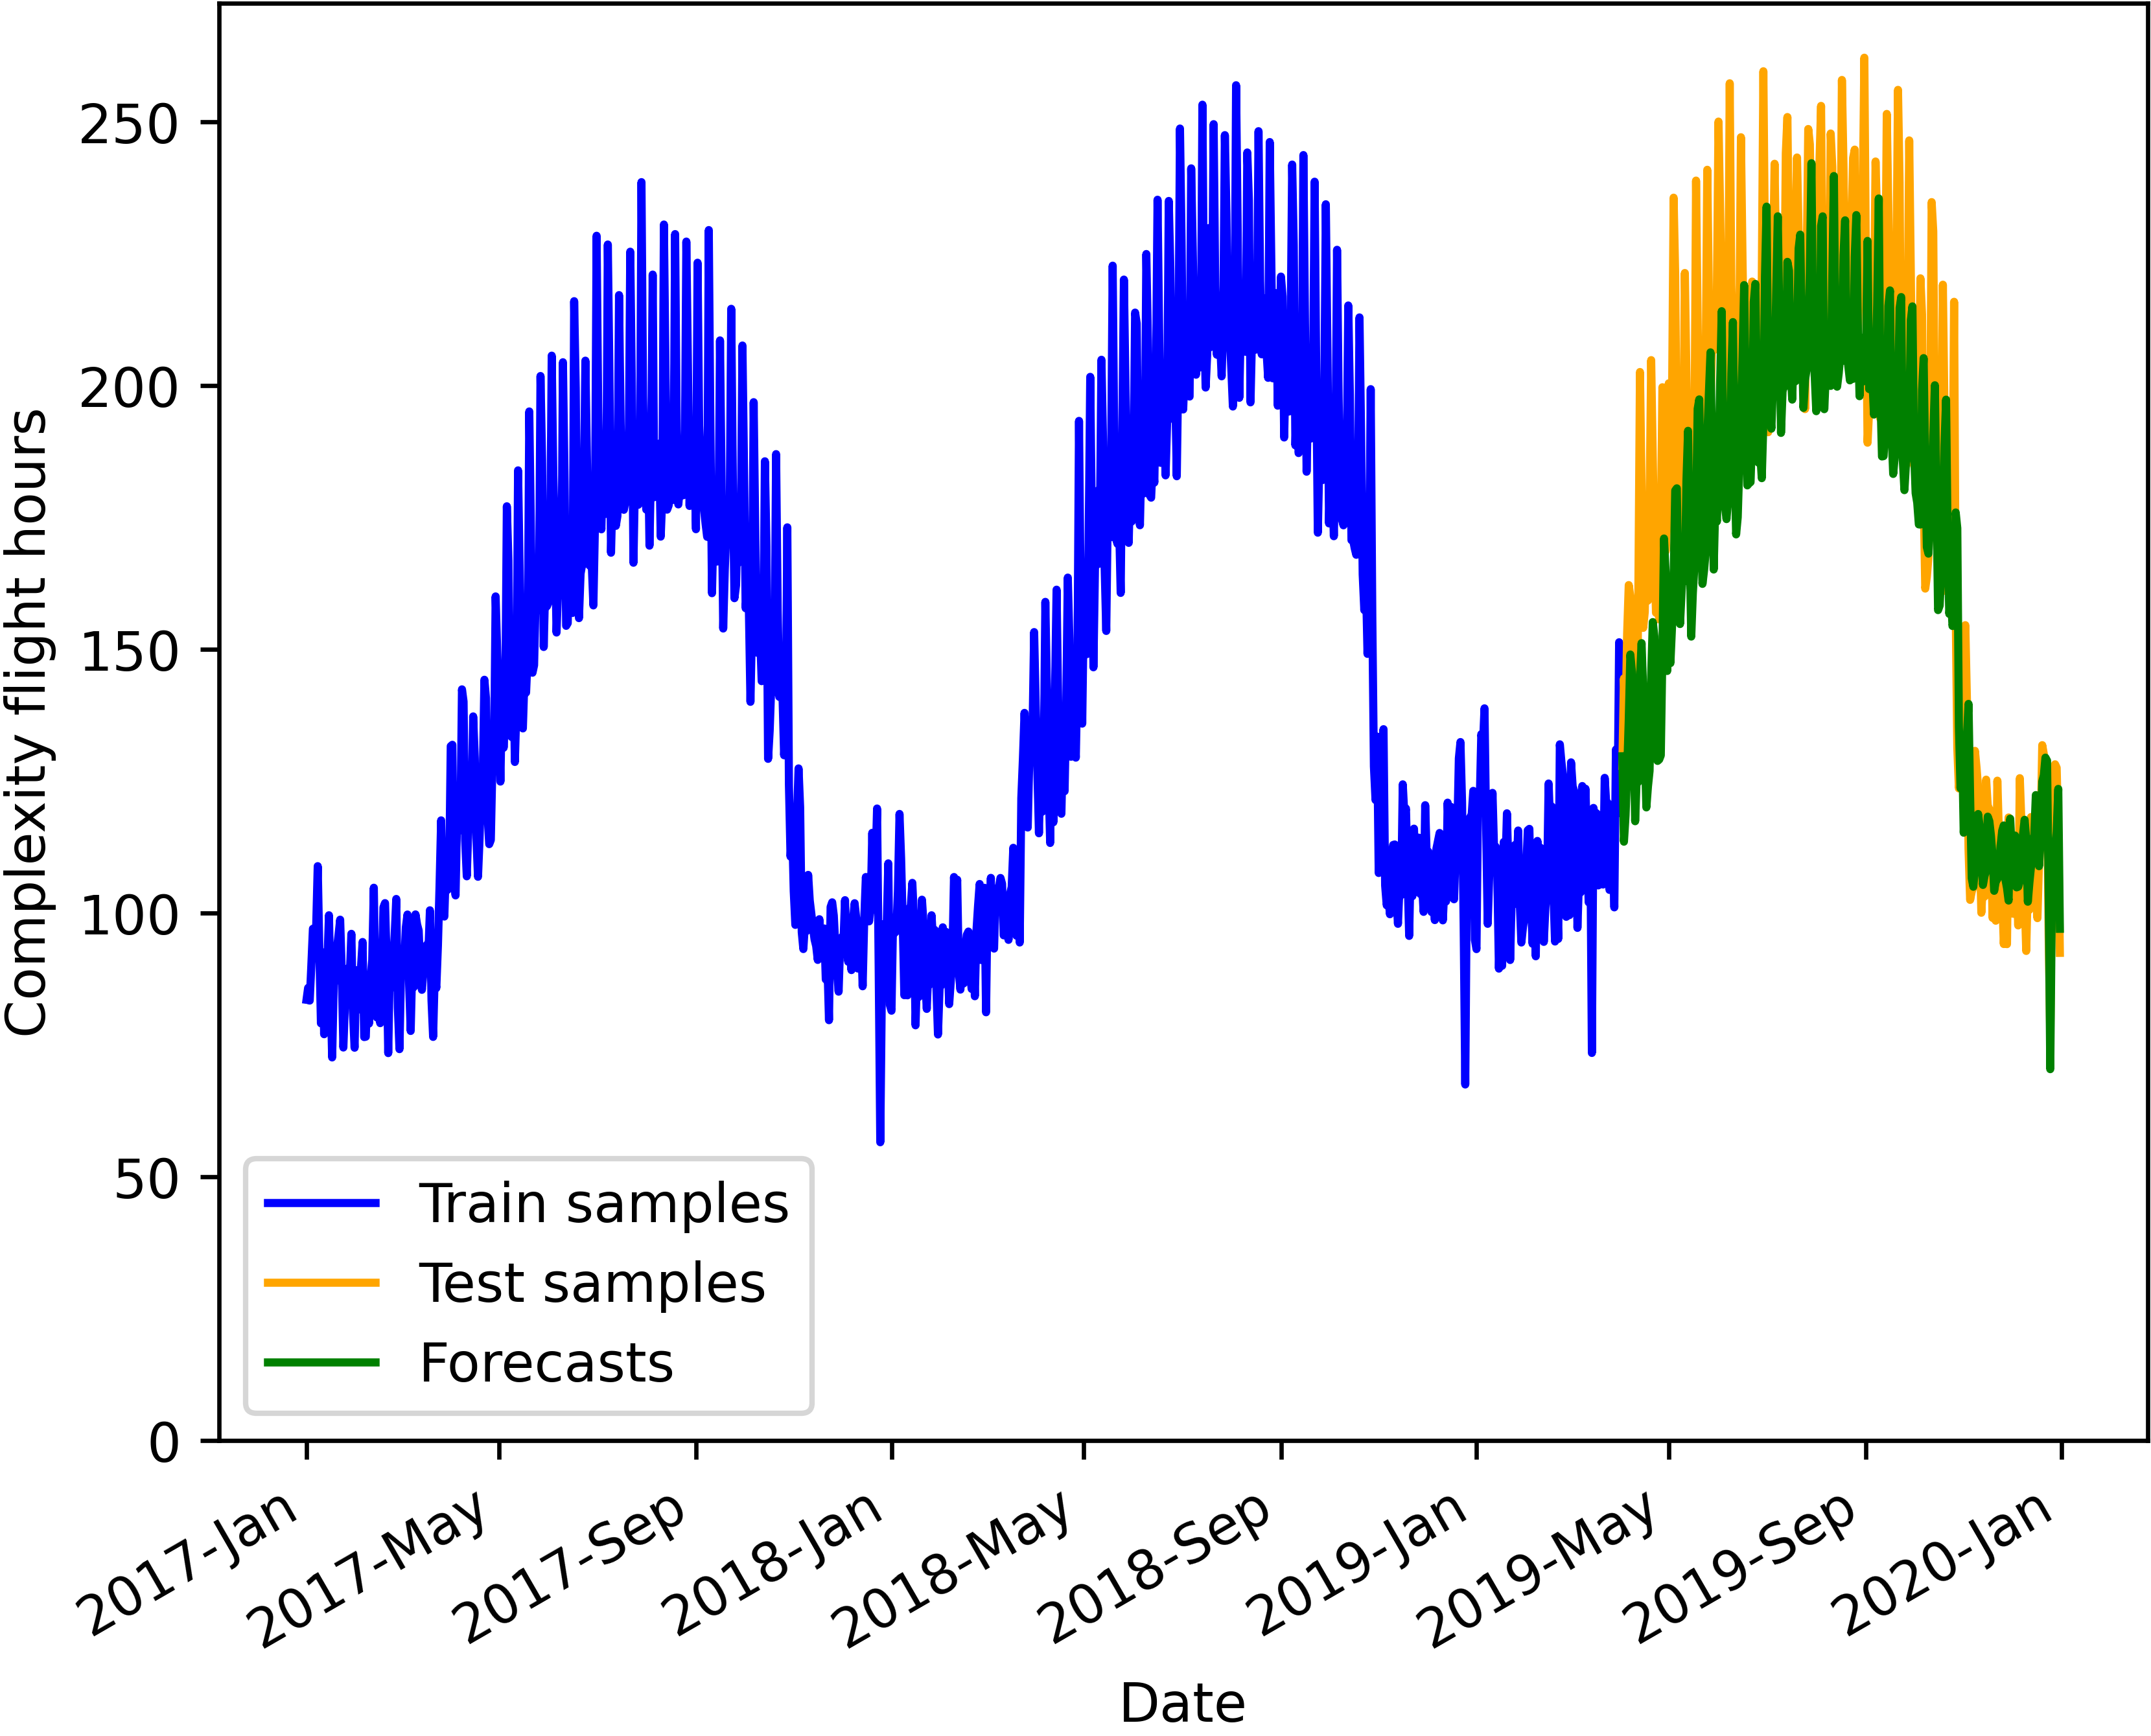 Complexity flight hours
250
200
150
100
50
0
Train samples
Test samples
Forecasts
2017-Jan
2017-May
2017-Sep
2018-Jan
2018-May
2018-Sep
2019-Jan
2019-May
2019-Sep
2020-Jan
Date